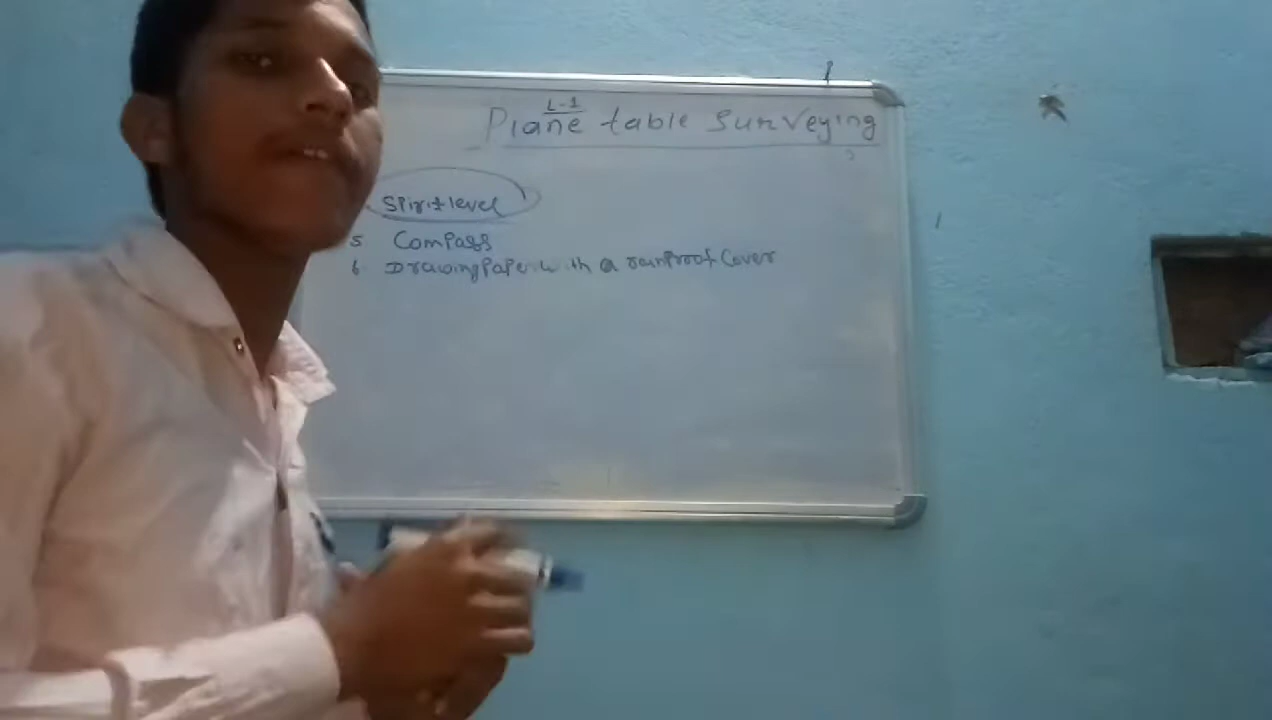 L-1
Plane table surveying
Spirit level
5 Compass
6 Drawing Paper with a rainproof Cover